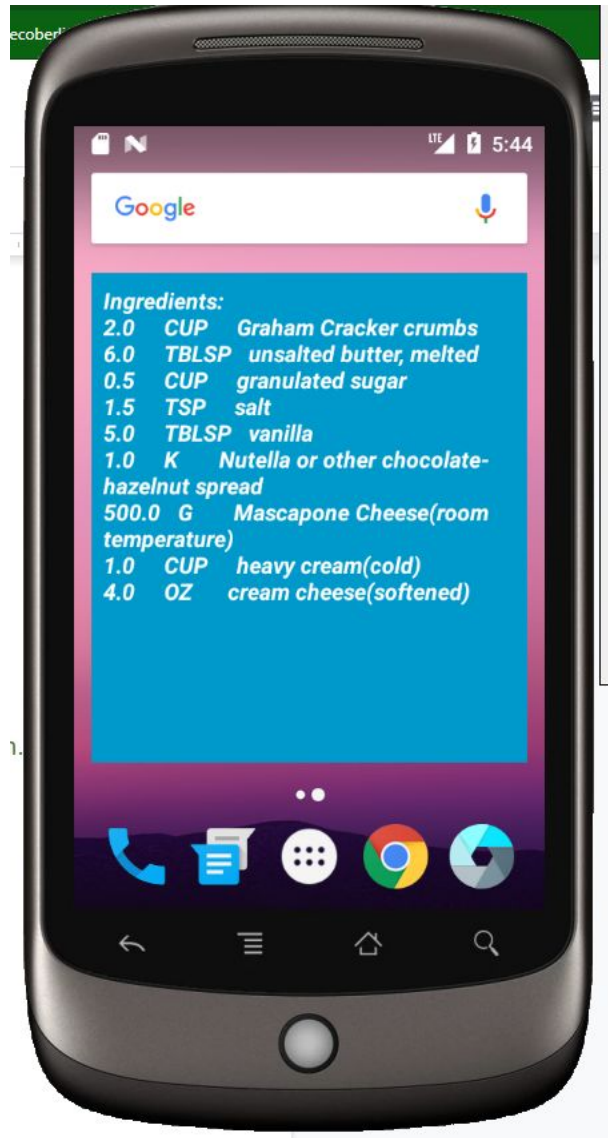 ecoberl
LTE 5:44
Google
Ingredients:
2.0 CUP Graham Cracker crumbs
6.0 TBLSP unsalted butter, melted
0.5 CUP granulated sugar
1.5 TSP salt
5.0 TBLSP vanilla
1.0 K Nutella or other chocolate-
hazelnut spread
500.0 G Mascapone Cheese(room
temperature)
1.0 CUP heavy cream(cold)
4.0 OZ cream cheese(softened)